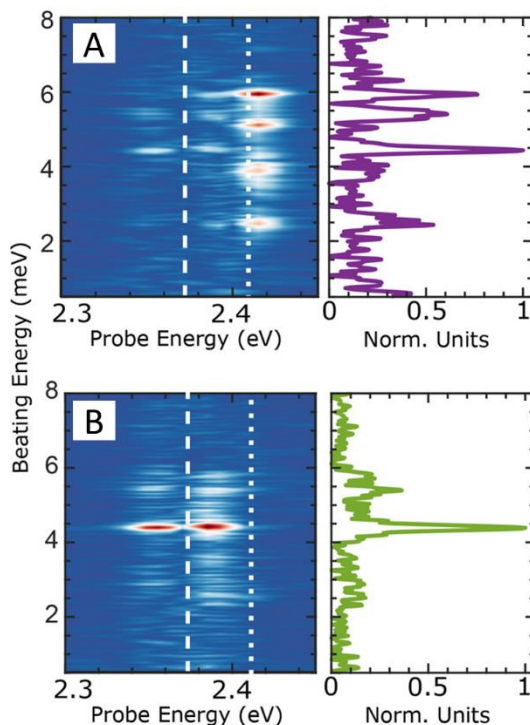 A
8
6
4
2
2.3 2.4
Probe Energy (eV)
0 0.5 1
Norm. Units
Beating Energy (meV)
B
8
6
4
2
2.3 2.4
Probe Energy (eV)
0 0.5 1
Norm. Units